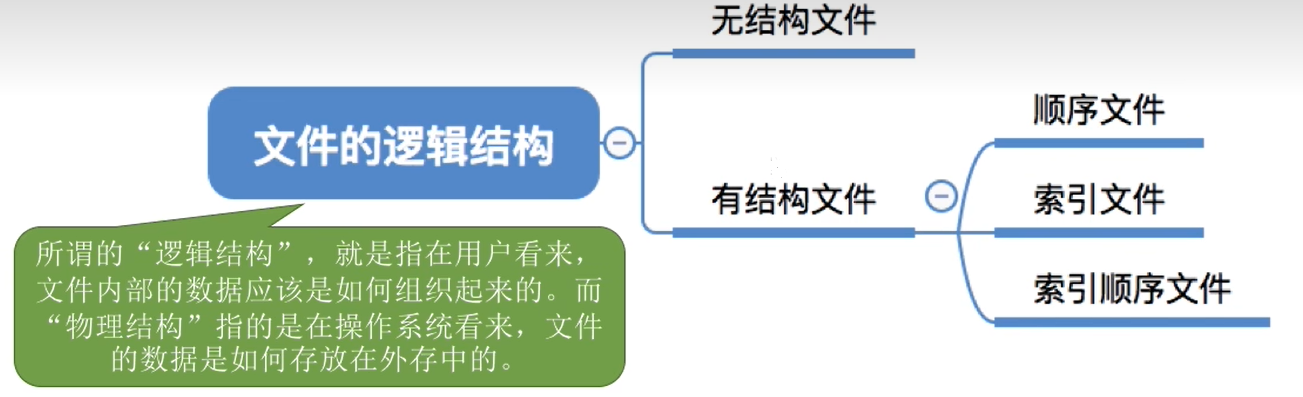 无结构文件
顺序文件
文件的逻辑结构
有结构文件
索引文件
索引顺序文件
所谓的“逻辑结构”，就是指在用户看来，
文件内部的数据应该是如何组织起来的。而
“物理结构”指的是在操作系统看来，文件
的数据是如何存放在外存中的。